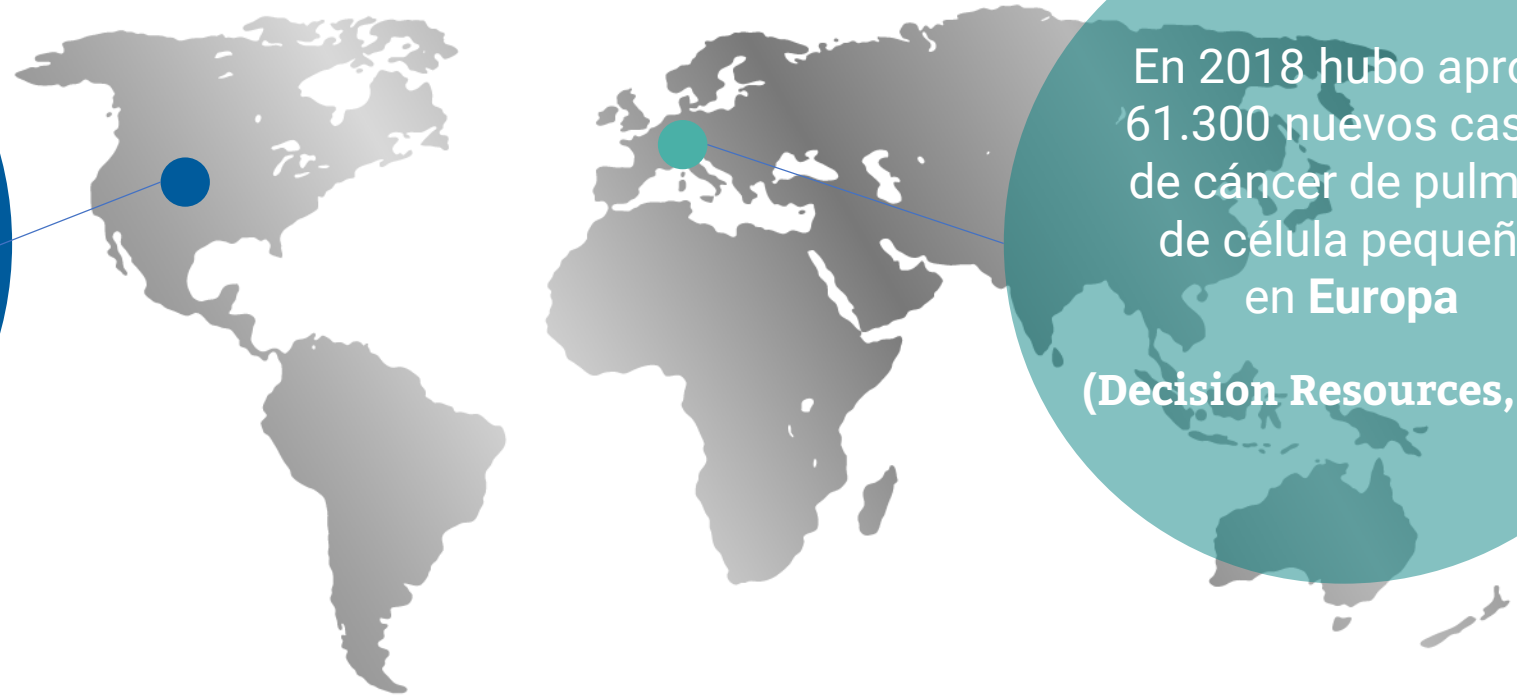 En 2018 hubo apro
61.300 nuevos cas
de cáncer de pulm
de célula pequeñ
en Europa
(Decision Resources,